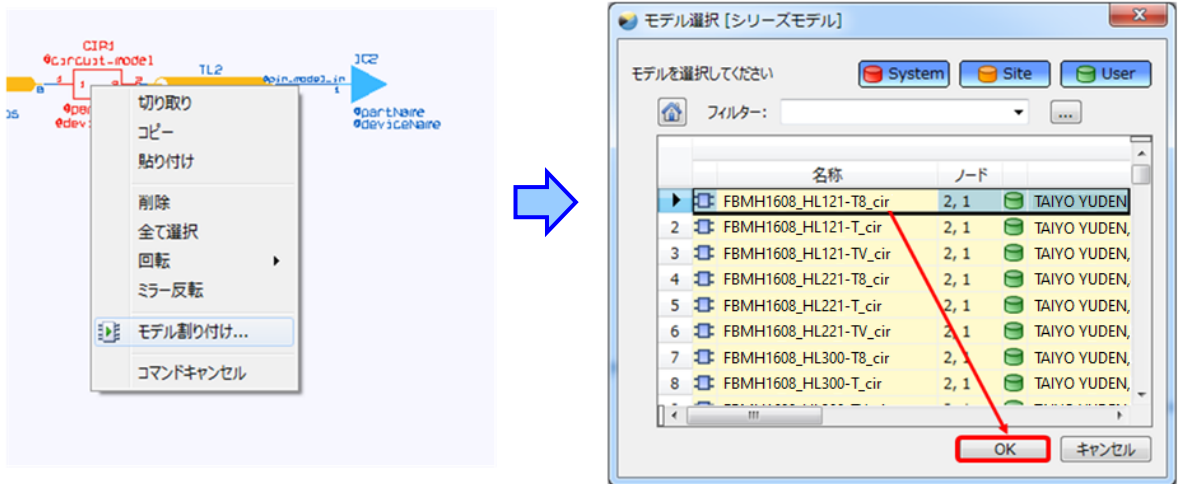 CIR1
@circuit-model
1
2
TL2
@pin_model_in
1
IC2
@partName
@deviceName
切り取り
コピー
貼り付け
削除
全て選択
回転
ミラー反転
モデル割り付け...
コマンドキャンセル
モデル選択 [シリーズモデル]
モデルを選択してください
System
Site
User
フィルター:
...
名称 ノード
FBMH1608_HL121-T8_cir 2, 1 TAIYO YUDEN
2 FBMH1608_HL121-T_cir 2, 1 TAIYO YUDEN,
3 FBMH1608_HL121-TV_cir 2, 1 TAIYO YUDEN,
4 FBMH1608_HL221-T8_cir 2, 1 TAIYO YUDEN,
5 FBMH1608_HL221-T_cir 2, 1 TAIYO YUDEN,
6 FBMH1608_HL221-TV_cir 2, 1 TAIYO YUDEN,
7 FBMH1608_HL300-T8_cir 2, 1 TAIYO YUDEN,
8 FBMH1608_HL300-T_cir 2, 1 TAIYO YUDEN,
OK
キャンセル